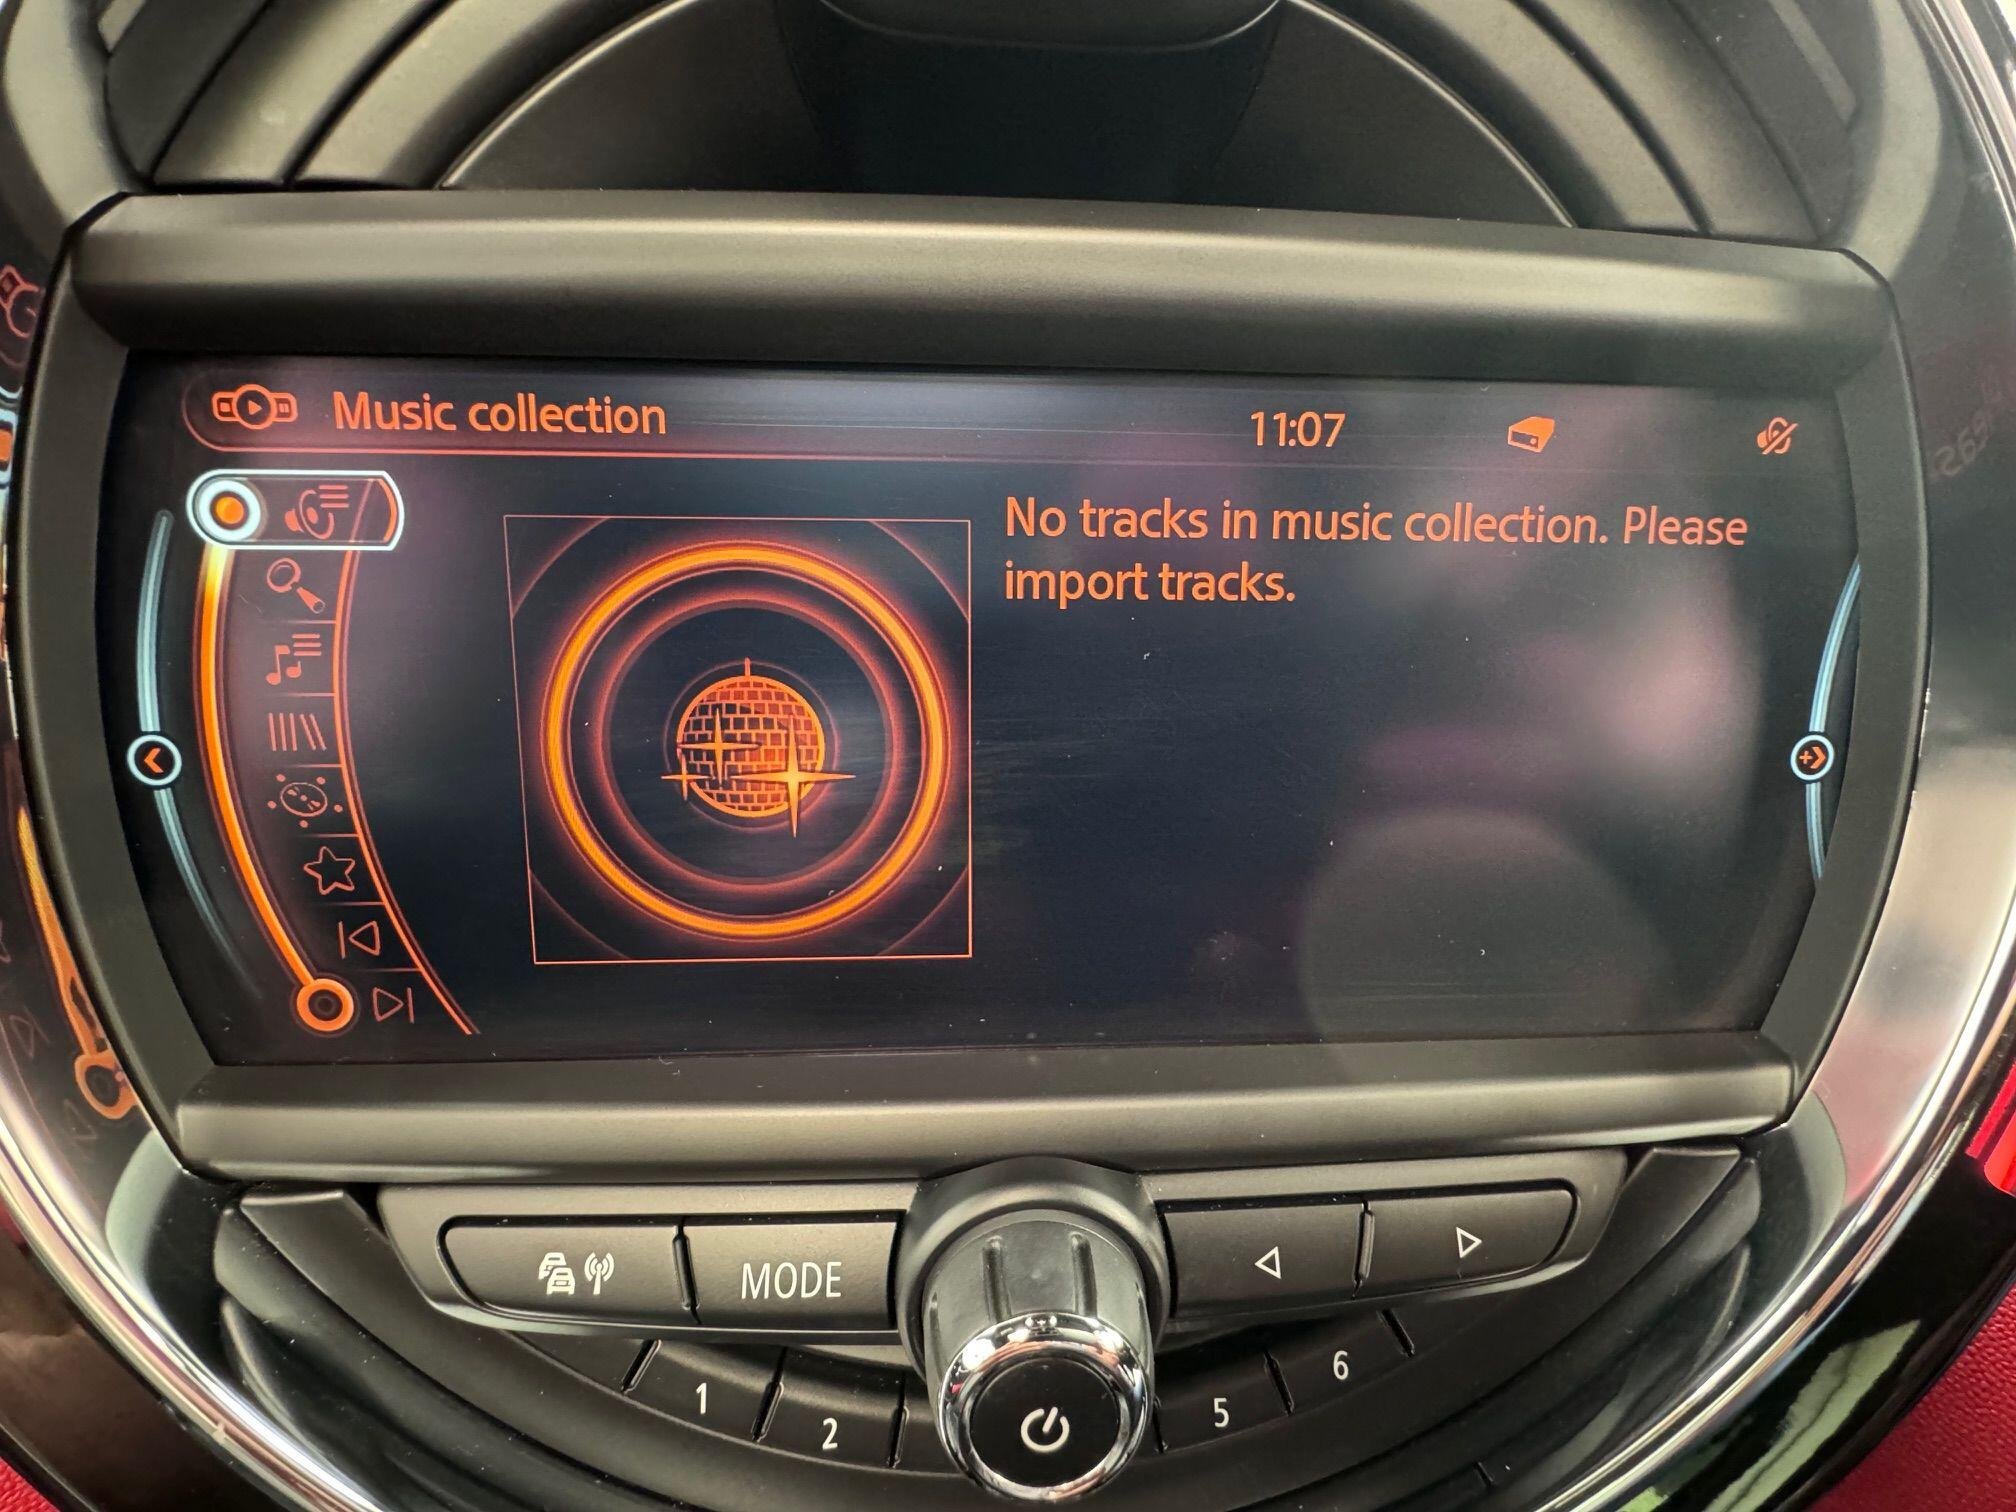 Music collection
11:07
No tracks in music collection. Please
import tracks.
MODE
1
2
5
6